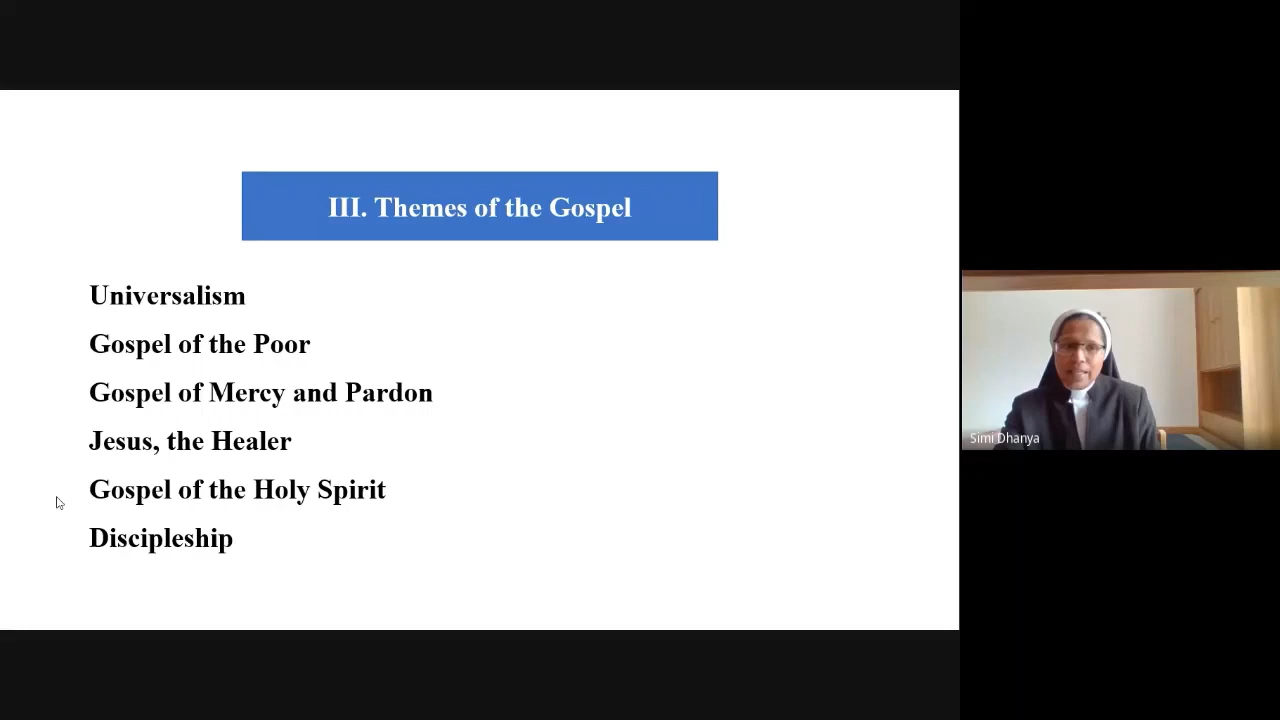 III. Themes of the Gospel
Universalism
Gospel of the Poor
Gospel of Mercy and Pardon
Jesus, the Healer
Gospel of the Holy Spirit
Discipleship
Simi Dhanya